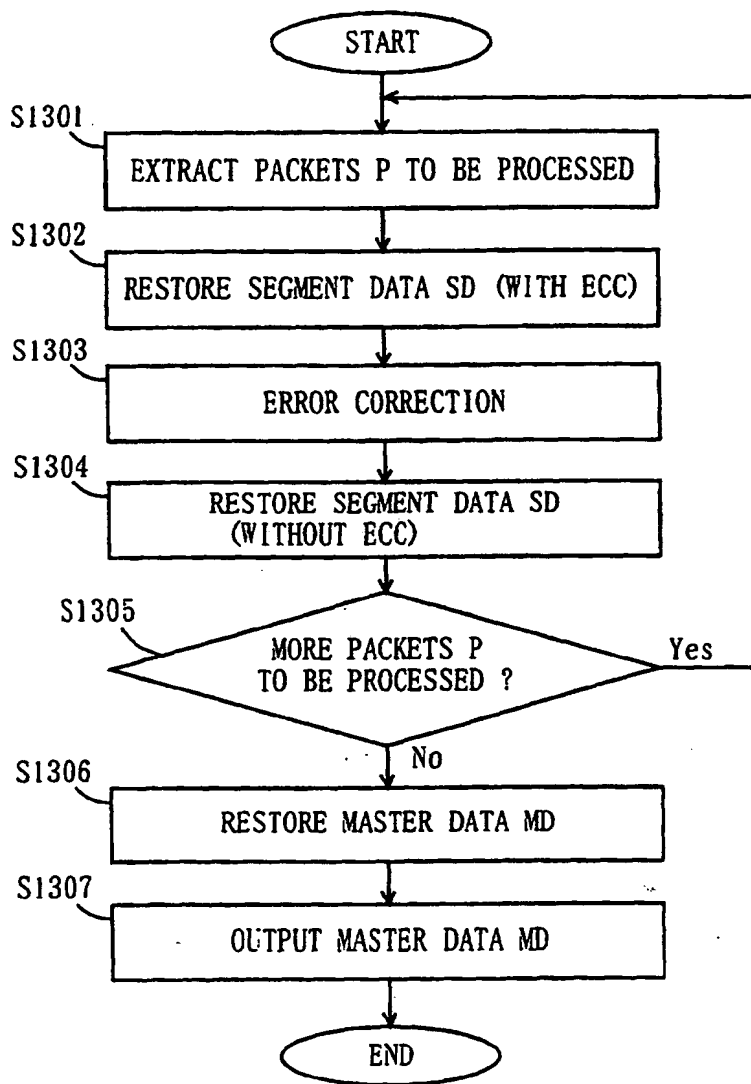 START
S1301
EXTRACT PACKETS P TO BE PROCESSED
S1302
RESTORE SEGMENT DATA SD (WITH ECC)
S1303
ERROR CORRECTION
S1304
RESTORE SEGMENT DATA SD
(WITHOUT ECC)
S1305
MORE PACKETS P
TO BE PROCESSED ?
Yes
No
S1306
RESTORE MASTER DATA MD
S1307
OUTPUT MASTER DATA MD
END